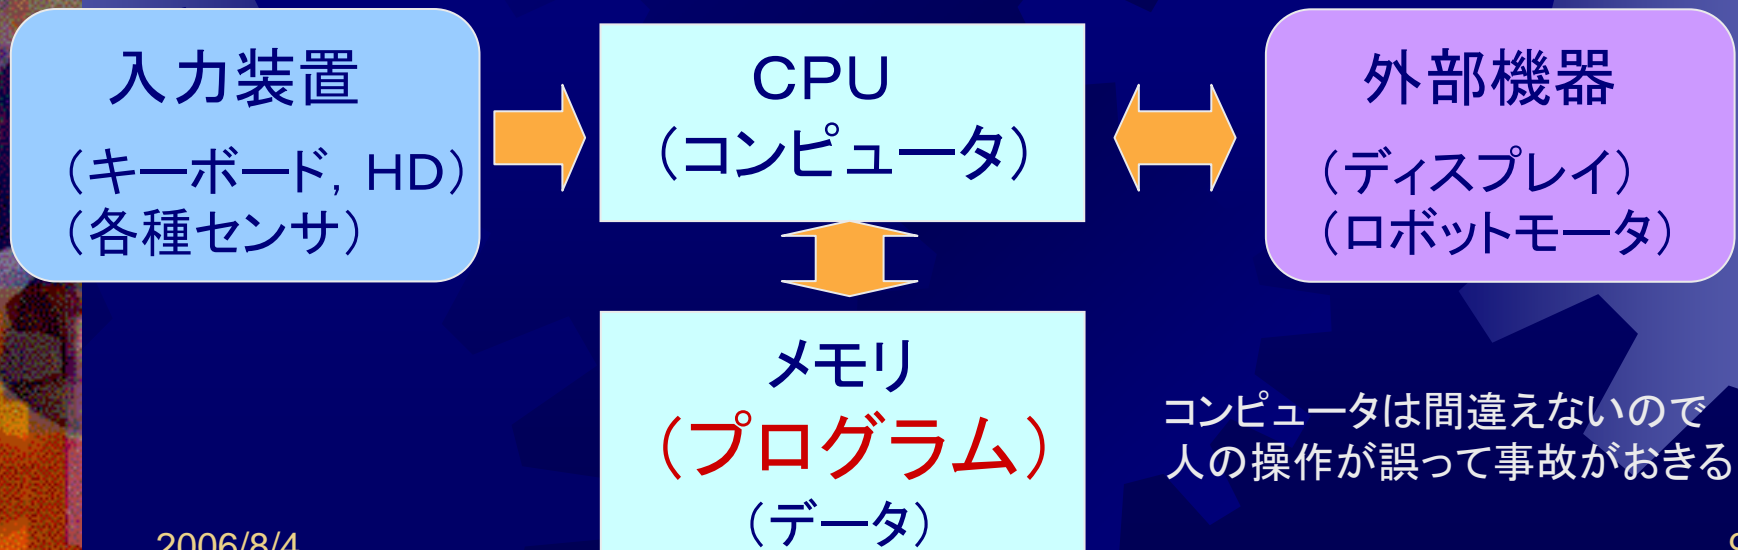 入力装置
（キーボード，HD）
（各種センサ）
CPU
（コンピュータ）
外部機器
（ディスプレイ）
（ロボットモータ）
メモリ
（プログラム）
（データ）
コンピュータは間違えないので
人の操作が誤って事故がおきる
2006/8/4